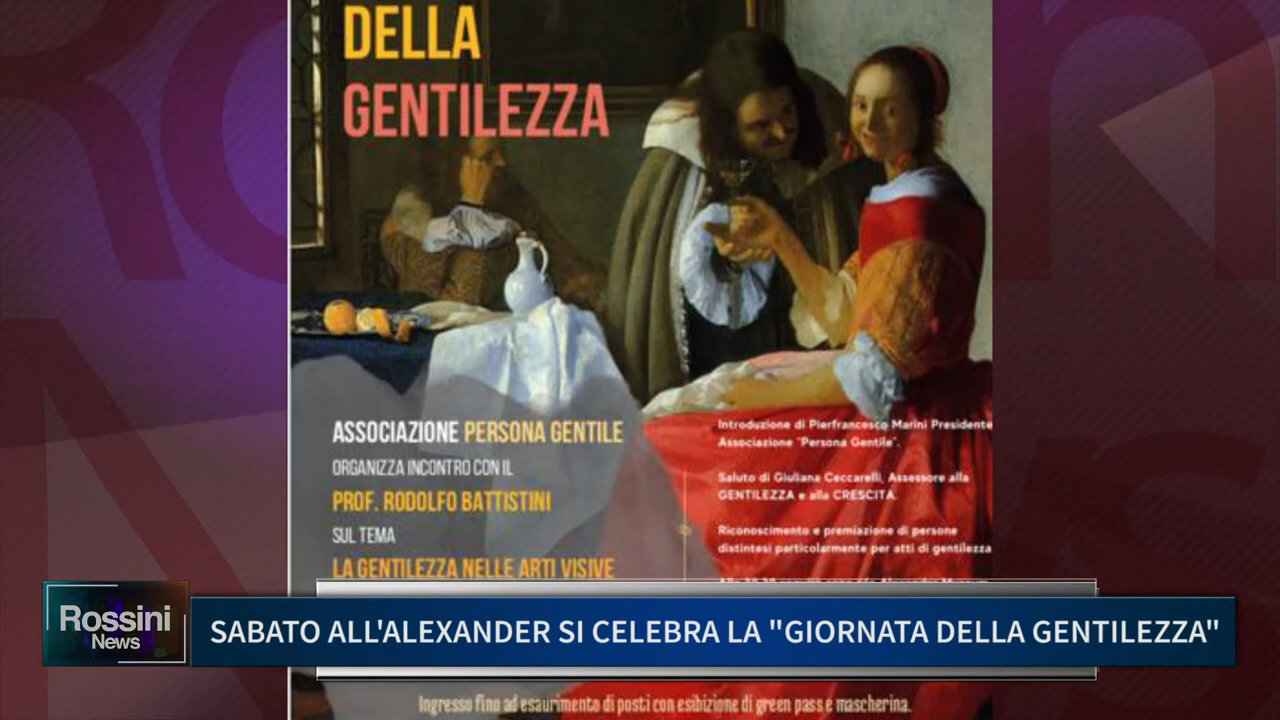 DELLA
GENTILEZZA
ASSOCIAZIONE PERSONA GENTILE
ORGANIZZA INCONTRO CON IL
PROF. RODOLFO BATTISTINI
SUL TEMA
LA GENTILEZZA NELLE ARTI VISIVE
Introduzione di Pierfrancesco Marini Presidente
Associazione "Persona Gentile".
Saluto di Giuliana Ceccarelli, Assessore alla
GENTILEZZA e alla CRESCITA.
Riconoscimento e premiazione di persone
distintesi particolarmente per atti di gentilezza
Rossini
News
SABATO ALL'ALEXANDER SI CELEBRA LA "GIORNATA DELLA GENTILEZZA"
Ingresso fino ad esaurimento di posti con esibizione di green pass e mascherina.